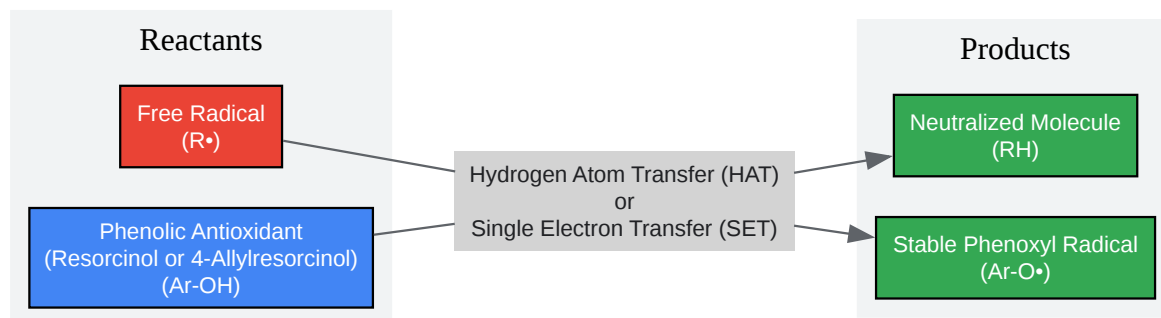 Reactants
Free Radical
(R•)
Phenolic Antioxidant
(Resorcinol or 4-Allylresorcinol)
(Ar-OH)
Hydrogen Atom Transfer (HAT)
or
Single Electron Transfer (SET)
Products
Neutralized Molecule
(RH)
Stable Phenoxyl Radical
(Ar-O•)